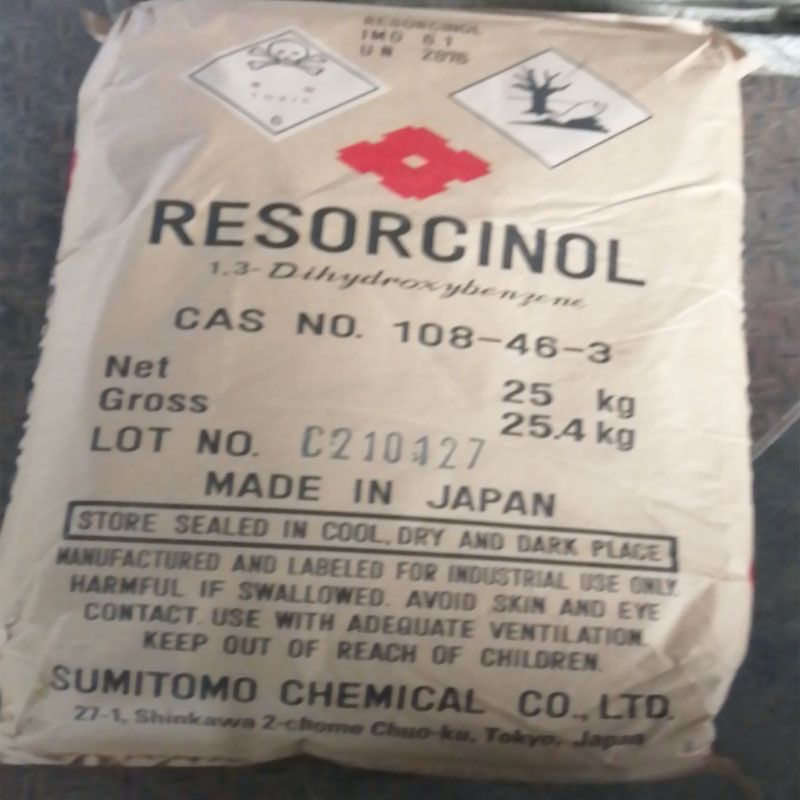 RESORCINOL
IMO 6.1
UN 2876
TOXIC
6
RESORCINOL
1,3-Dihydroxybenzene
CAS NO. 108-46-3
Net 25 kg
Gross 25.4 kg
LOT NO. C210427
MADE IN JAPAN
STORE SEALED IN COOL, DRY AND DARK PLACE
MANUFACTURED AND LABELED FOR INDUSTRIAL USE ONLY.
HARMFUL IF SWALLOWED. AVOID SKIN AND EYE
CONTACT. USE WITH ADEQUATE VENTILATION.
KEEP OUT OF REACH OF CHILDREN.
SUMITOMO CHEMICAL CO., LTD.
27-1, Shinkawa 2-chome Chuo-ku, Tokyo, Japan